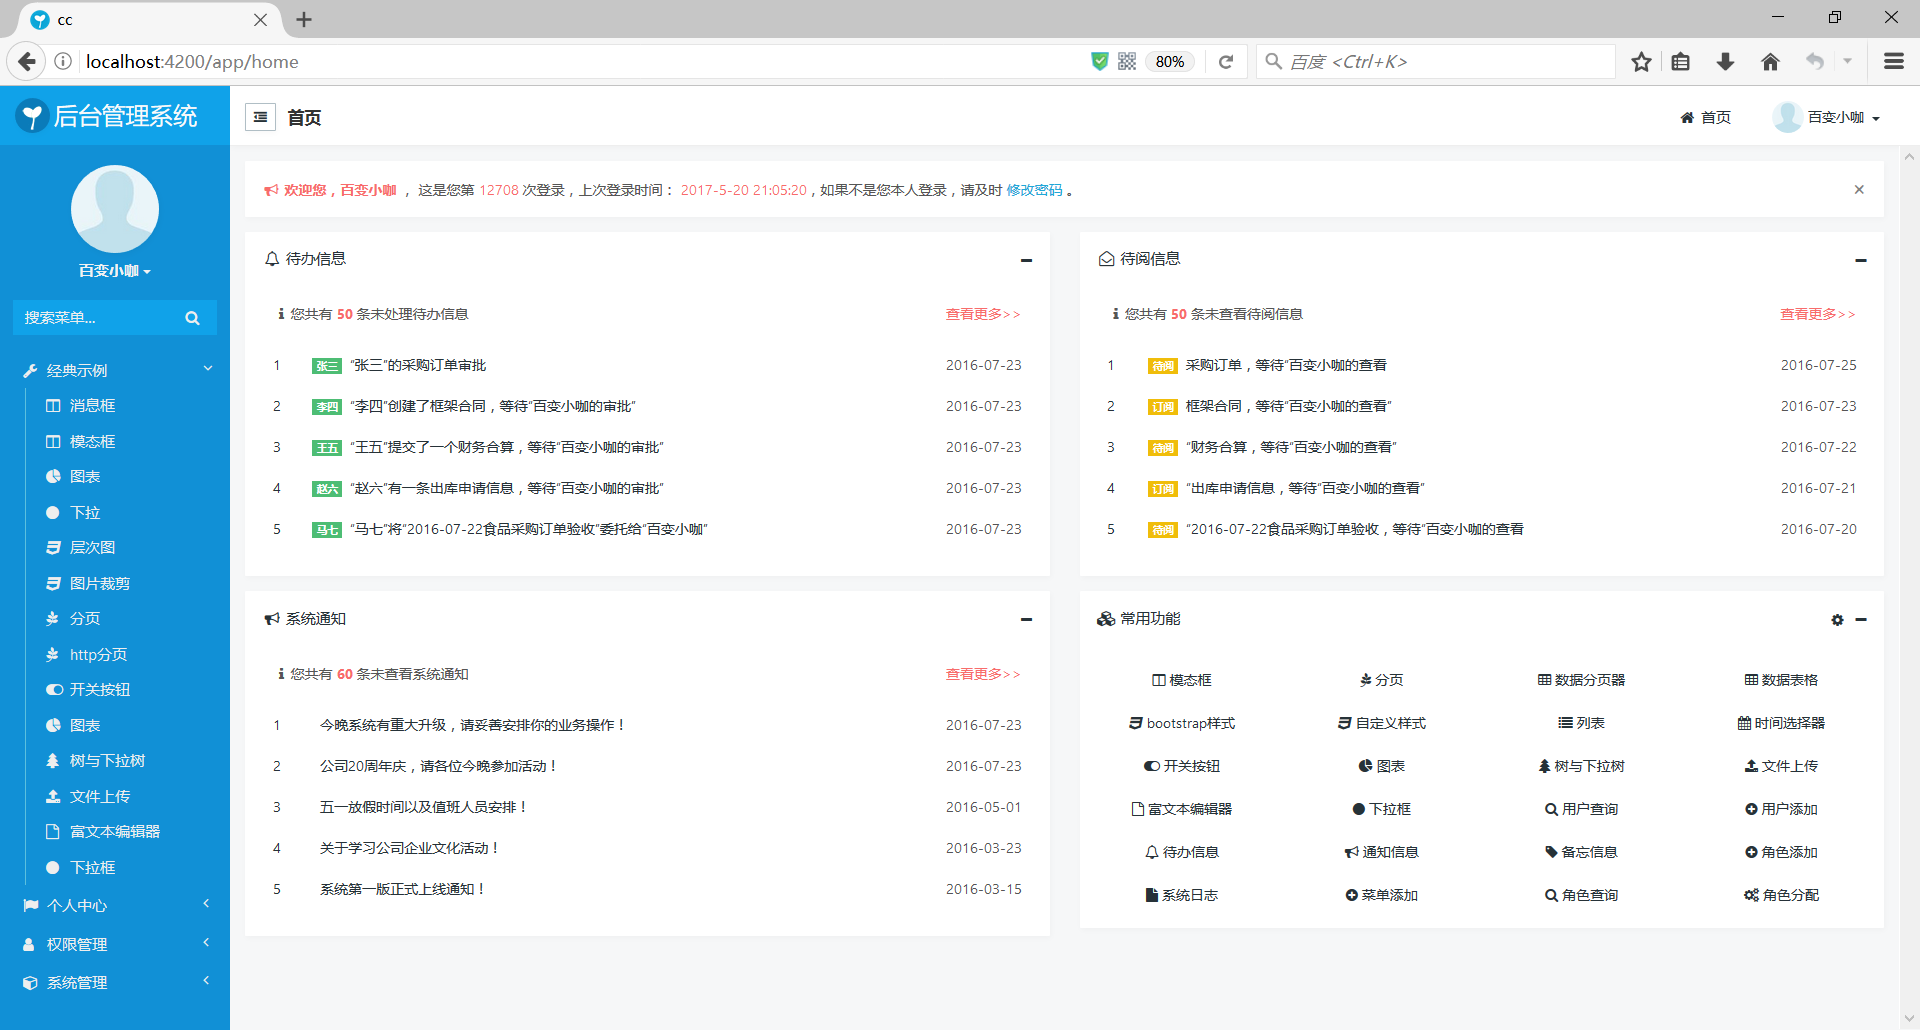 cc
localhost:4200/app/home
80%
百度 <Ctrl+K>
后台管理系统
首页
首页
百变小咖
百变小咖
搜索菜单...
经典示例
消息框
模态框
图表
下拉
层次图
图片裁剪
分页
http分页
开关按钮
图表
树与下拉树
文件上传
富文本编辑器
下拉框
个人中心
权限管理
系统管理
欢迎您，百变小咖 ， 这是您第 12708 次登录，上次登录时间： 2017-5-20 21:05:20，如果不是您本人登录，请及时 修改密码 。
待办信息
您共有 50 条未处理待办信息 查看更多>>
1 张三 "张三"的采购订单审批 2016-07-23
2 李四 "李四"创建了框架合同，等待"百变小咖的审批" 2016-07-23
3 王五 "王五"提交了一个财务合算，等待"百变小咖的审批" 2016-07-23
4 赵六 "赵六"有一条出库申请信息，等待"百变小咖的审批" 2016-07-23
5 马七 "马七"将"2016-07-22食品采购订单验收"委托给"百变小咖" 2016-07-23
待阅信息
您共有 50 条未查看待阅信息 查看更多>>
1 待阅 采购订单，等待"百变小咖的查看 2016-07-25
2 订阅 框架合同，等待"百变小咖的查看" 2016-07-23
3 待阅 "财务合算，等待"百变小咖的查看" 2016-07-22
4 订阅 "出库申请信息，等待"百变小咖的查看" 2016-07-21
5 待阅 "2016-07-22食品采购订单验收，等待"百变小咖的查看 2016-07-20
系统通知
您共有 60 条未查看系统通知 查看更多>>
1 今晚系统有重大升级，请妥善安排你的业务操作！ 2016-07-23
2 公司20周年庆，请各位今晚参加活动！ 2016-07-23
3 五一放假时间以及值班人员安排！ 2016-05-01
4 关于学习公司企业文化活动！ 2016-03-23
5 系统第一版正式上线通知！ 2016-03-15
常用功能
模态框 分页 数据分页器 数据表格
bootstrap样式 自定义样式 列表 时间选择器
开关按钮 图表 树与下拉树 文件上传
富文本编辑器 下拉框 用户查询 用户添加
待办信息 通知信息 备忘信息 角色添加
系统日志 菜单添加 角色查询 角色分配